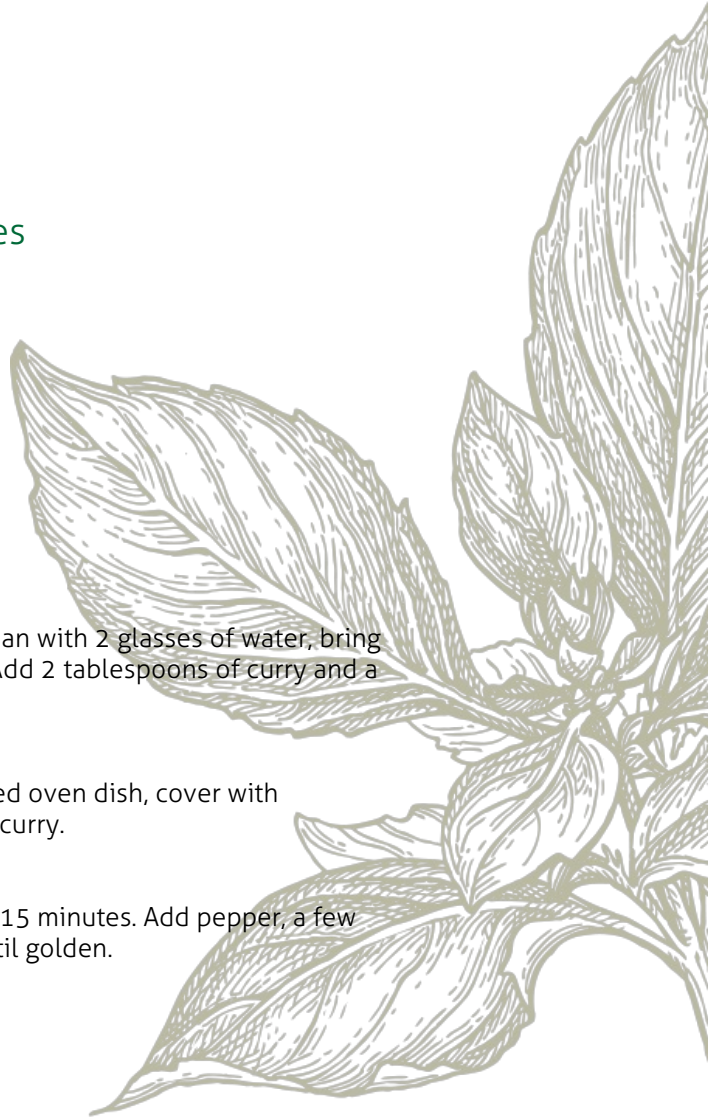 es
an with 2 glasses of water, bring
Add 2 tablespoons of curry and a
ed oven dish, cover with
curry.
15 minutes. Add pepper, a few
til golden.